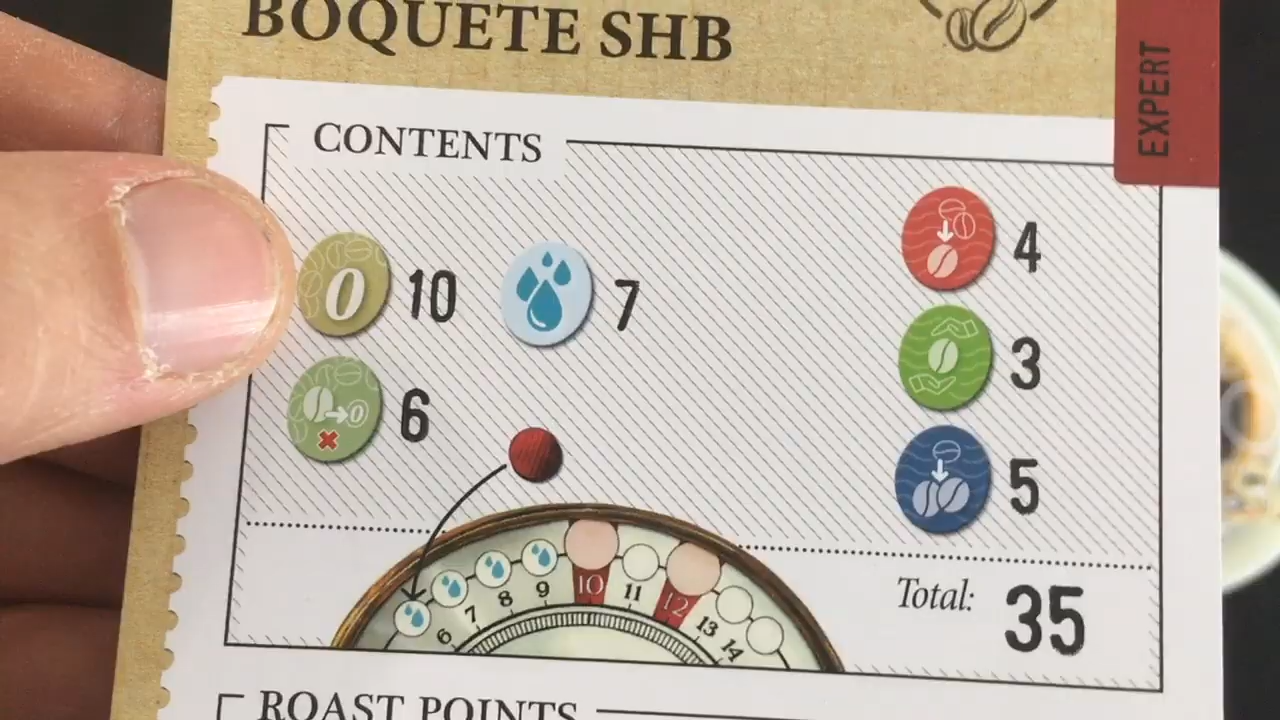 BOQUETE SHB
EXPERT
CONTENTS
0 10
7
4
0 6
3
5
6 7 8 9 10 11 12 13 14
Total: 35
ROAST POINTS